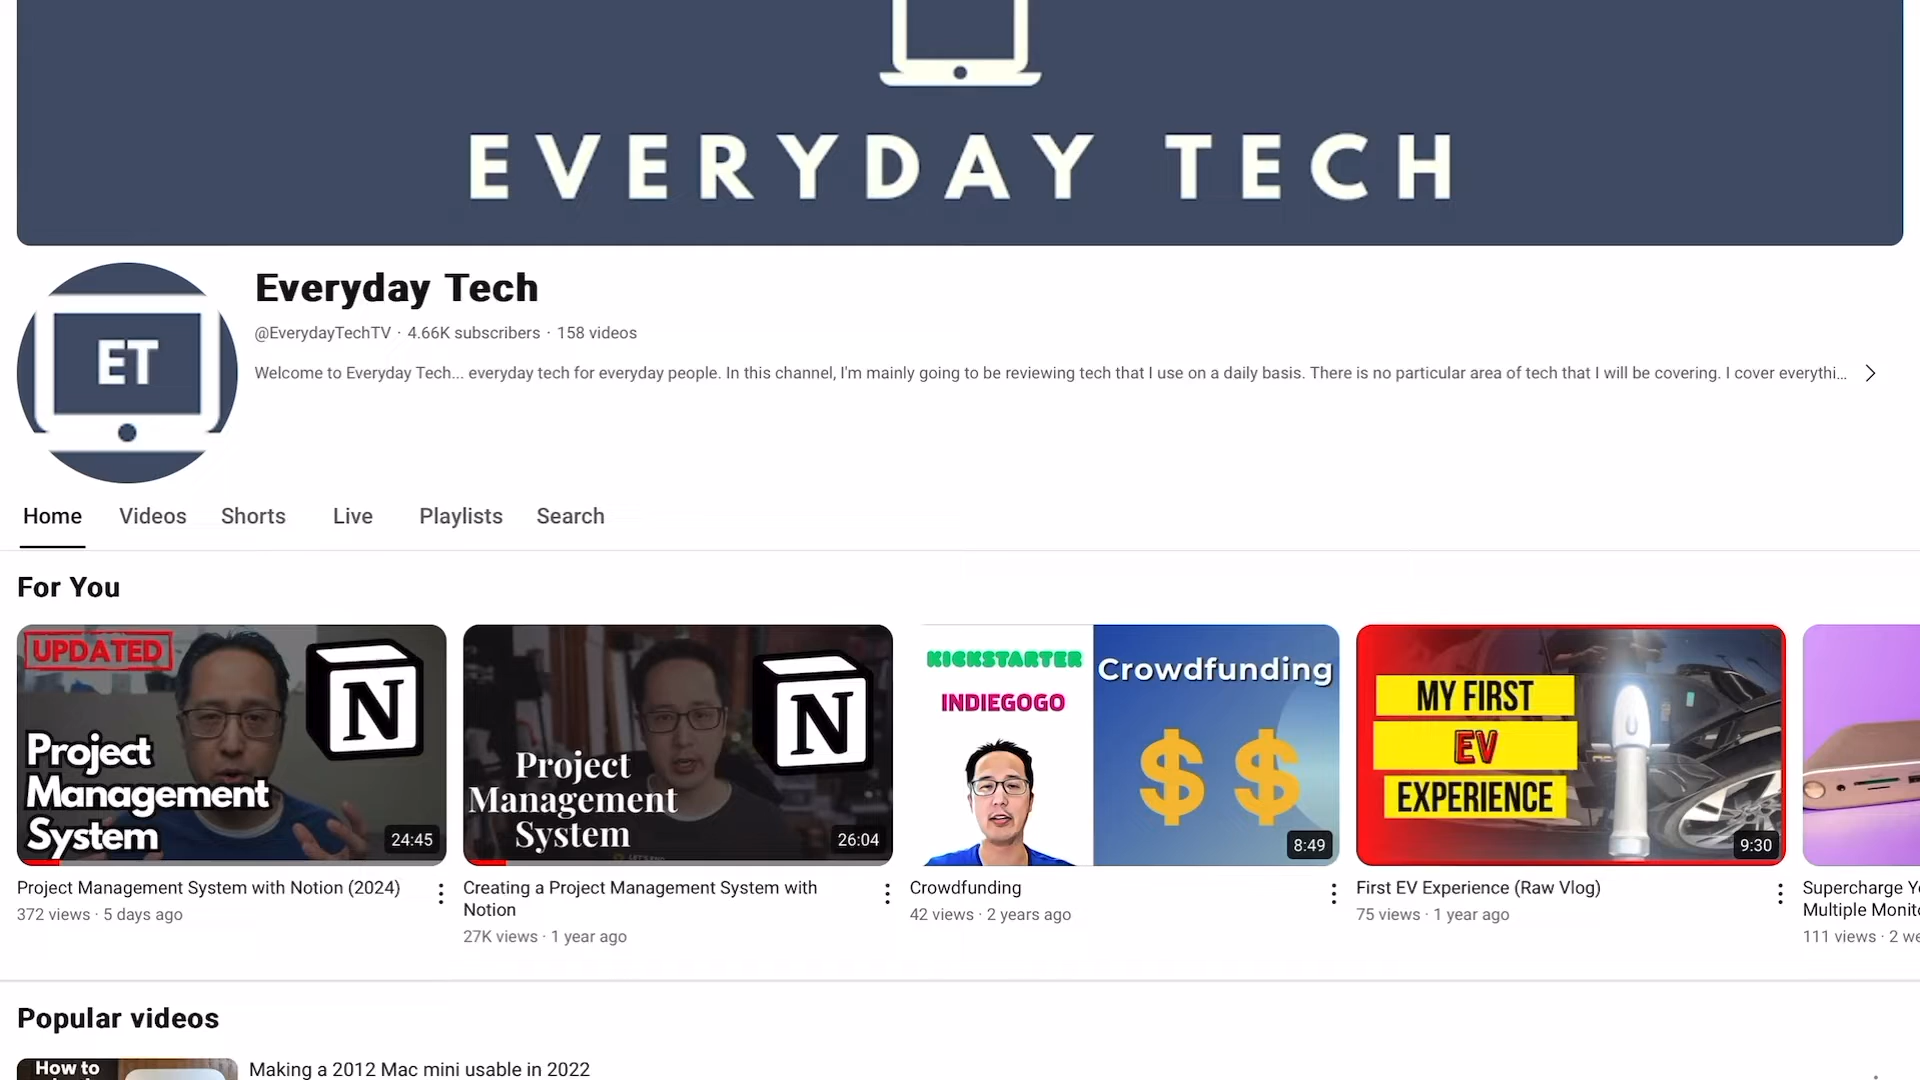 EVERYDAY TECH
ET
Everyday Tech
@EverydayTechTV · 4.66K subscribers · 158 videos
Welcome to Everyday Tech... everyday tech for everyday people. In this channel, I'm mainly going to be reviewing tech that I use on a daily basis. There is no particular area of tech that I will be covering. I cover everythi...
Home Videos Shorts Live Playlists Search
For You
UPDATED
N
Project
Management
System
24:45
Project
Management
System
N
26:04
KICKSTARTER
INDIEGOGO
Crowdfunding
$ $
8:49
MY FIRST
EV
EXPERIENCE
9:30
Project Management System with Notion (2024)
372 views · 5 days ago
Creating a Project Management System with
Notion
27K views · 1 year ago
Crowdfunding
42 views · 2 years ago
First EV Experience (Raw Vlog)
75 views · 1 year ago
Supercharge Y
Multiple Monit
111 views · 2 we
Popular videos
How to
Making a 2012 Mac mini usable in 2022